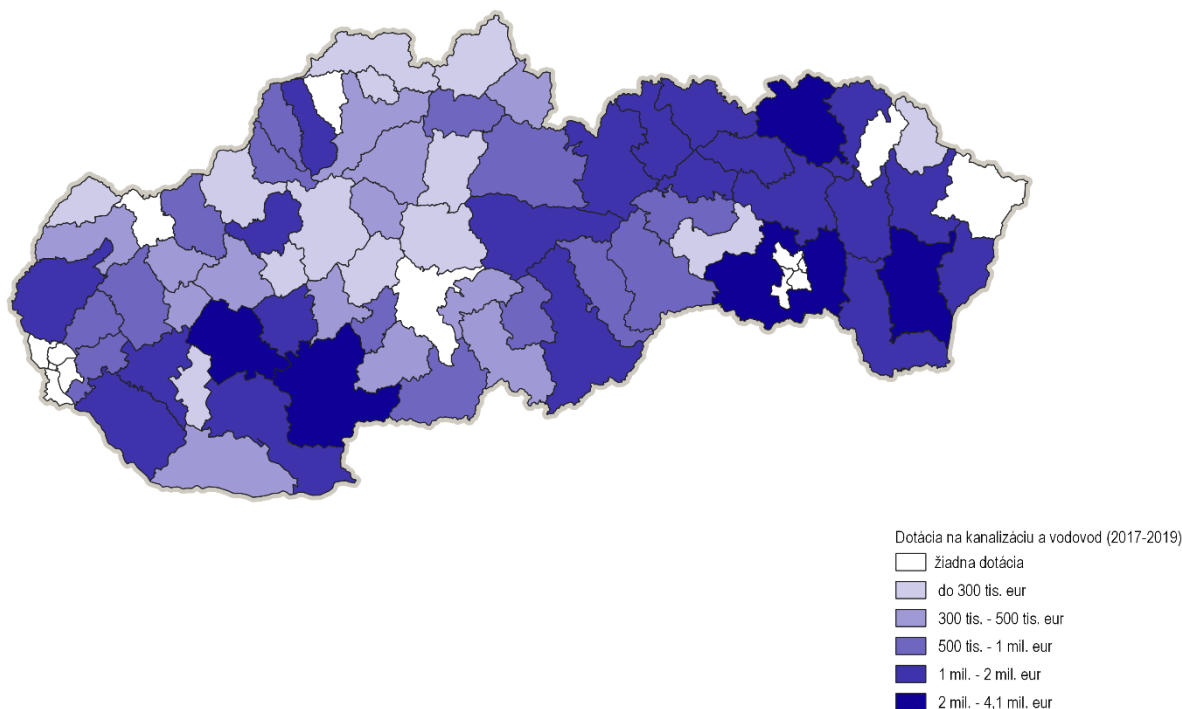 Dotácia na kanalizáciu a vodovod (2017-2019)
žiadna dotácia
do 300 tis. eur
300 tis. - 500 tis. eur
500 tis. - 1 mil. eur
1 mil. - 2 mil. eur
2 mil. - 4,1 mil. eur